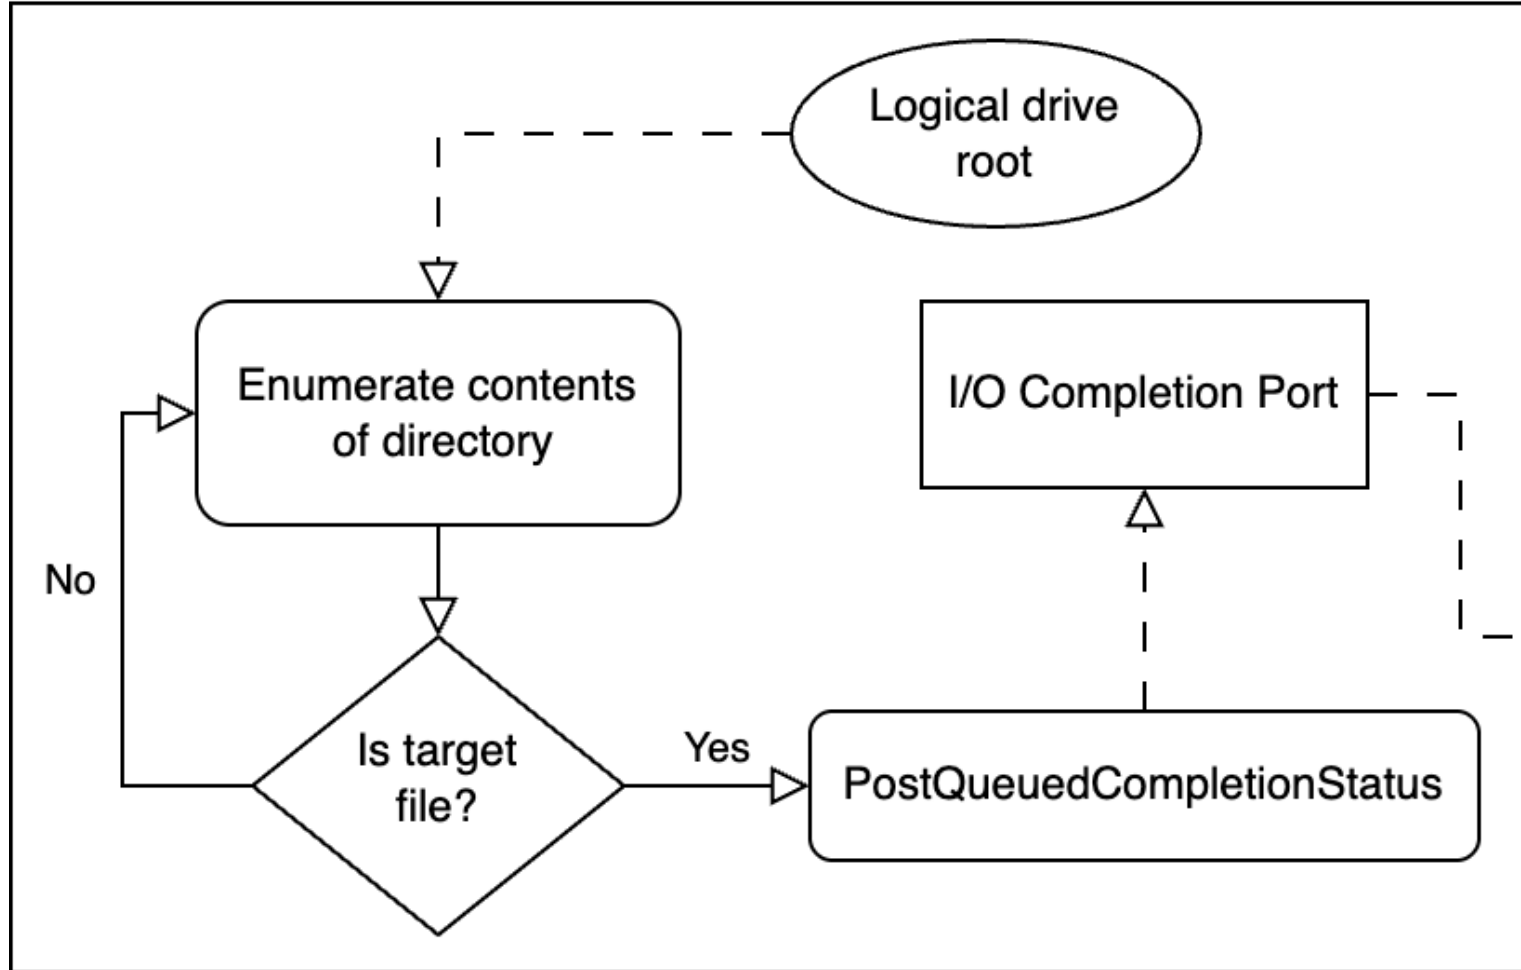 Logical drive
root
Enumerate contents
of directory
I/O Completion Port
No
Is target
file?
Yes
PostQueuedCompletionStatus